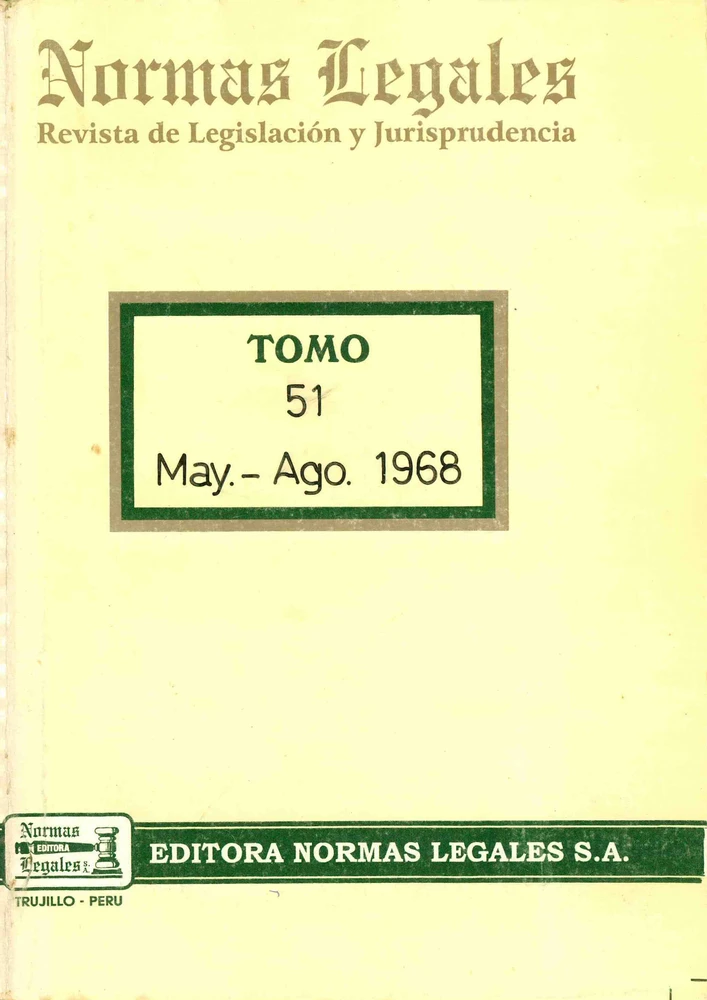 Normas Legales
Revista de Legislación y Jurisprudencia
TOMO
51
May.- Ago. 1968
Normas
EDITORA
Legales S.A.
EDITORA NORMAS LEGALES S.A.
TRUJILLO - PERU